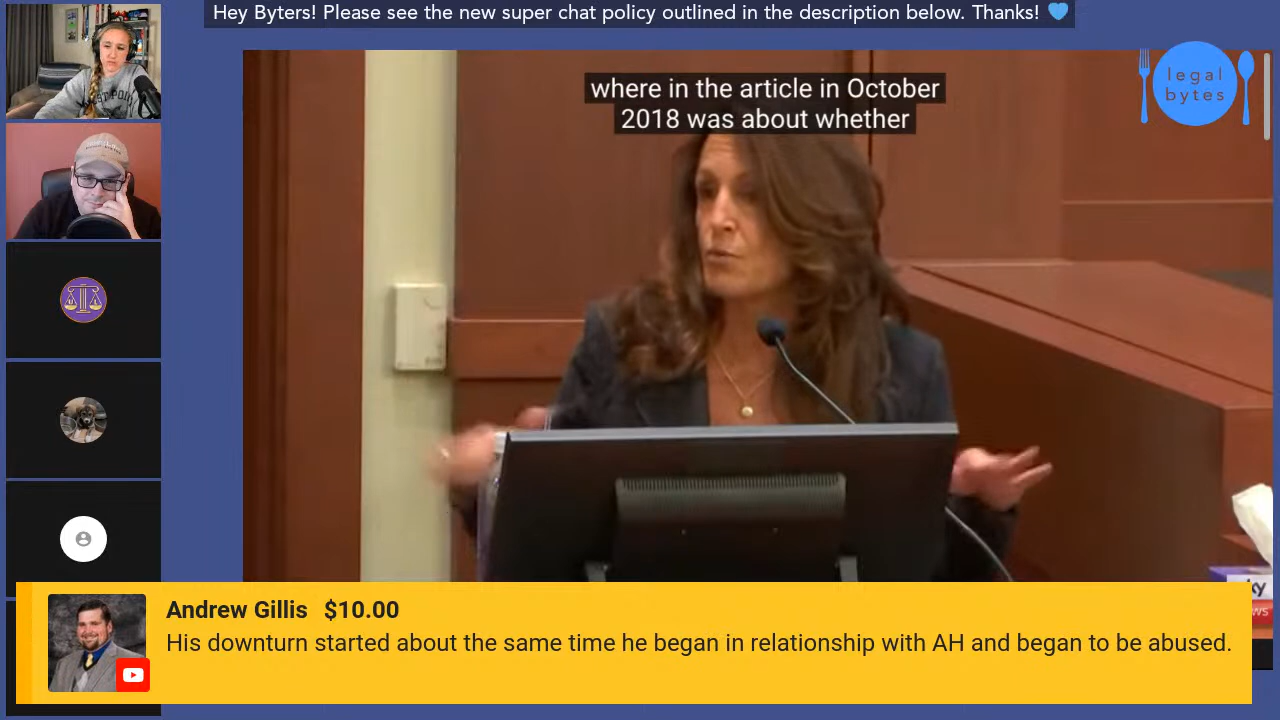 Hey Byters! Please see the new super chat policy outlined in the description below. Thanks! 💙
legal
bytes
where in the article in October
2018 was about whether
Andrew Gillis $10.00
His downturn started about the same time he began in relationship with AH and began to be abused.